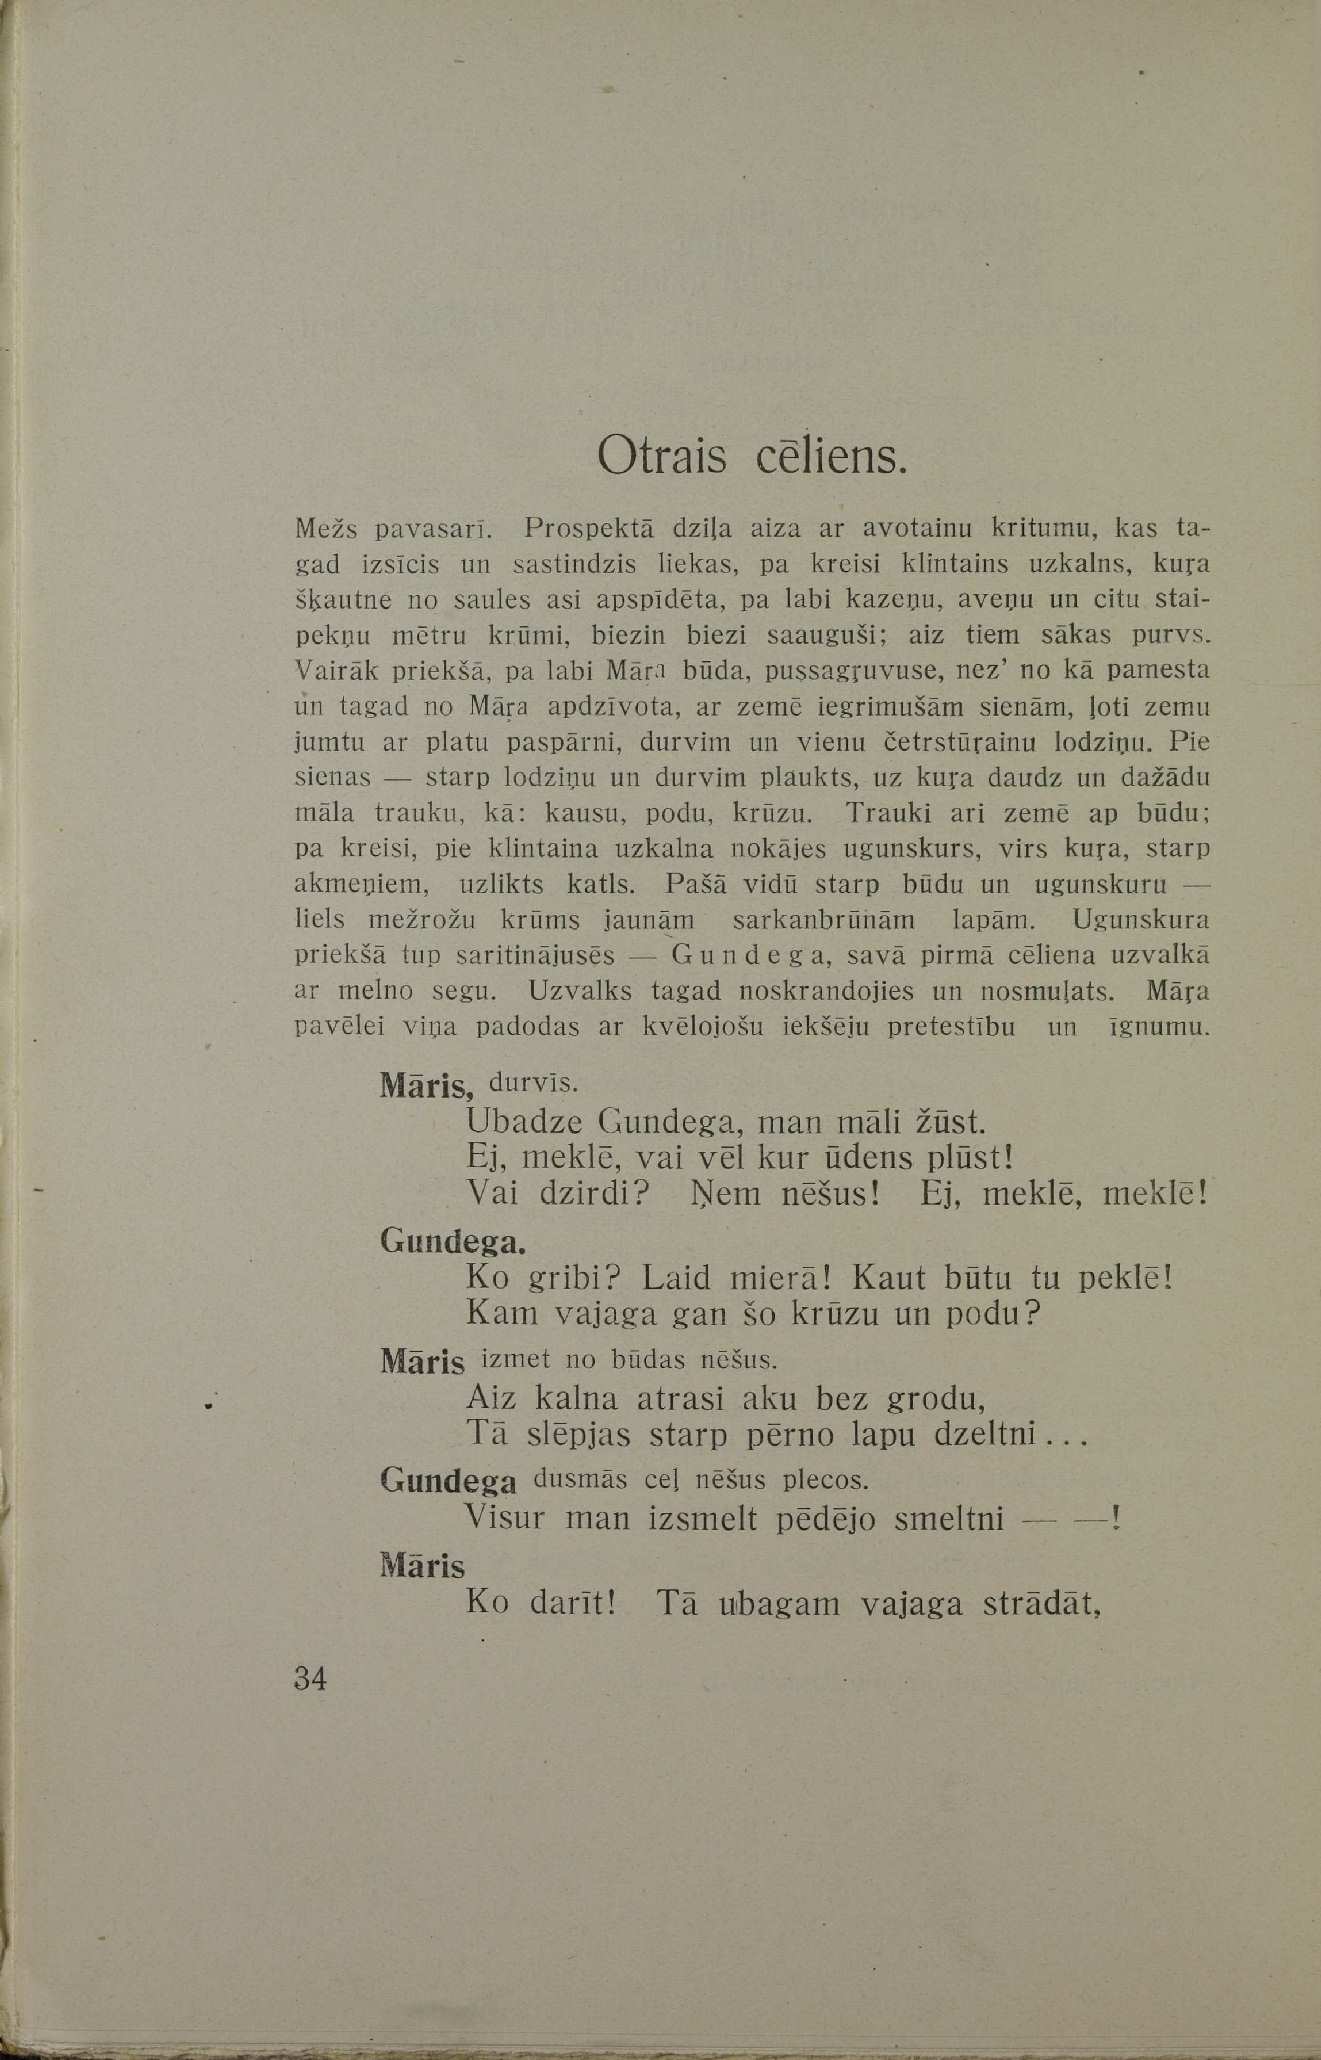 Otrais cēliens.
Mežs pavasarī. Prospektā dziļa aiza ar avotainu kritumu, kas ta-
gad izsīcis un sastindzis liekas, pa kreisi klintains uzkalns, kuŗa
šķautne no saules asi apspīdēta, pa labi kazeņu, aveņu un citu stai-
pekņu mētru krūmi, biezin biezi saauguši; aiz tiem sākas purvs.
Vairāk priekšā, pa labi Māŗa būda, pussagŗuvuse, nez’ no kā pamesta
un tagad no Māŗa apdzīvota, ar zemē iegrimušām sienām, ļoti zemu
jumtu ar platu paspārni, durvim un vienu četrstūŗainu lodziņu. Pie
sienas — starp lodziņu un durvim plaukts, uz kuŗa daudz un dažādu
māla trauku, kā: kausu, podu, krūzu. Trauki ari zemē ap būdu;
pa kreisi, pie klintaina uzkalna nokājes ugunskurs, virs kuŗa, starp
akmeņiem, uzlikts katls. Pašā vidū starp būdu un ugunskuru —
liels mežrožu krūms jaunām sarkanbrūnām lapām. Ugunskura
priekšā tup saritinājusēs — Gundega, savā pirmā cēliena uzvalkā
ar melno segu. Uzvalks tagad noskrandojies un nosmuļats. Māŗa
pavēlei viņa padodas ar kvēlojošu iekšēju pretestību un īgnumu.
Māris, durvīs.
Ubadze Gundega, man māli žūst.
Ej, meklē, vai vēl kur ūdens plūst!
Vai dzirdi? Ņem nēšus! Ej, meklē, meklē!
Gundega.
Ko gribi? Laid mierā! Kaut būtu tu peklē!
Kam vajaga gan šo krūzu un podu?
Māris izmet no būdas nēšus.
Aiz kalna atrasi aku bez grodu,
Tā slēpjas starp pērno lapu dzeltni...
Gundega dusmās ceļ nēšus plecos.
Visur man izsmelt pēdējo smeltni — —!
Māris
Ko darīt! Tā ubagam vajaga strādāt,
34